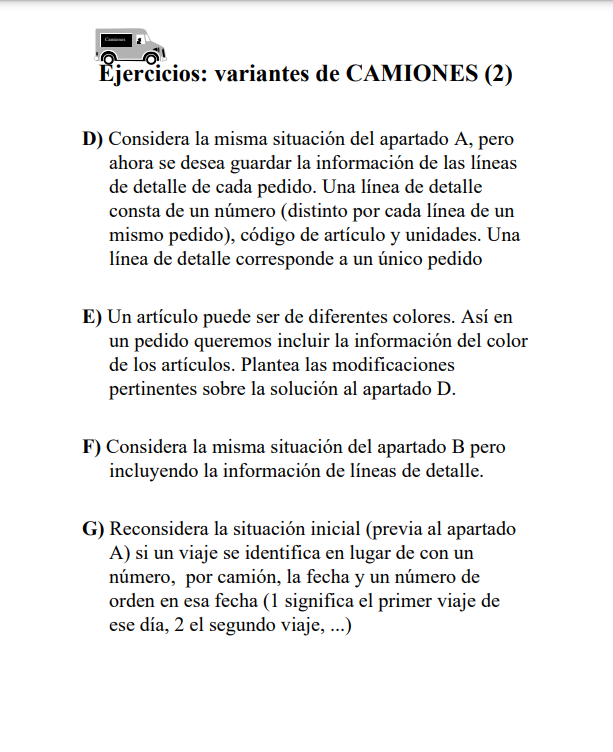 Camiones
Ejercicios: variantes de CAMIONES (2)
D) Considera la misma situación del apartado A, pero
ahora se desea guardar la información de las líneas
de detalle de cada pedido. Una línea de detalle
consta de un número (distinto por cada línea de un
mismo pedido), código de artículo y unidades. Una
línea de detalle corresponde a un único pedido
E) Un artículo puede ser de diferentes colores. Así en
un pedido queremos incluir la información del color
de los artículos. Plantea las modificaciones
pertinentes sobre la solución al apartado D.
F) Considera la misma situación del apartado B pero
incluyendo la información de líneas de detalle.
G) Reconsidera la situación inicial (previa al apartado
A) si un viaje se identifica en lugar de con un
número, por camión, la fecha y un número de
orden en esa fecha (1 significa el primer viaje de
ese día, 2 el segundo viaje, ...)